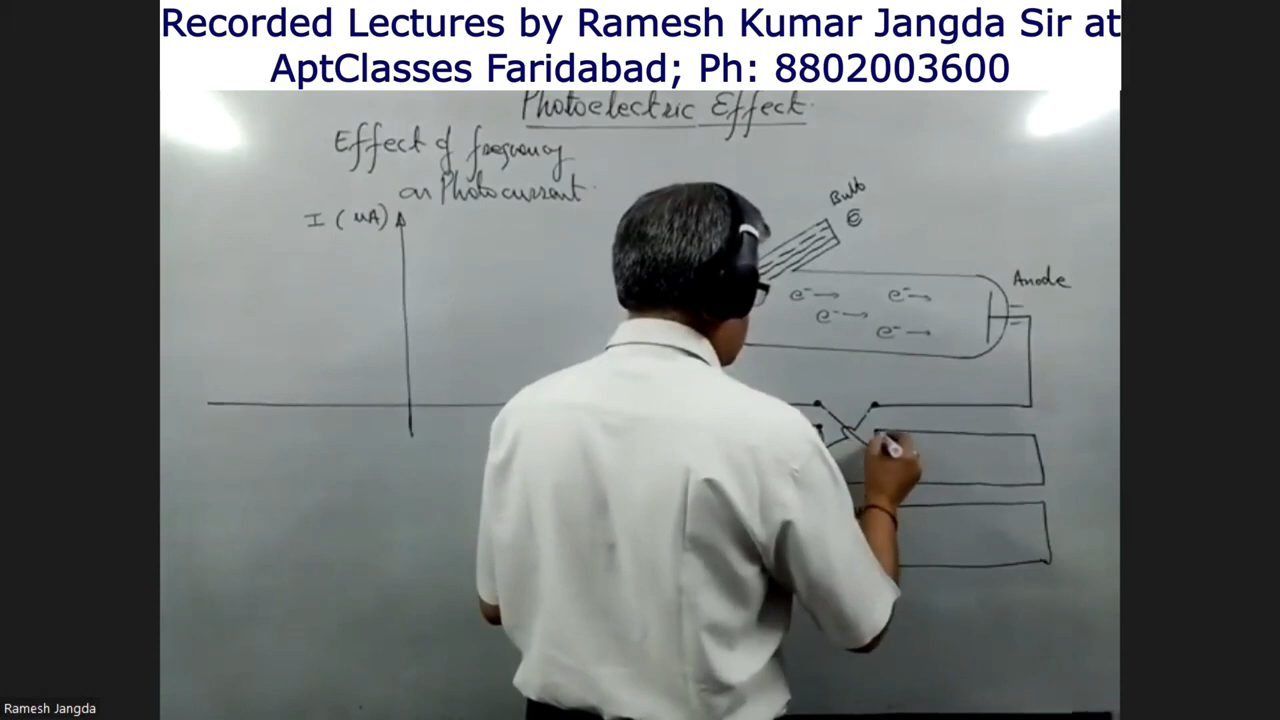 Recorded Lectures by Ramesh Kumar Jangda Sir at
AptClasses Faridabad; Ph: 8802003600
Photoelectric Effect
Effect of frequency
on Photocurrent
I (μA)
Bulb
Anode
e⁻ → e⁻ →
e⁻ →
e⁻ →
Ramesh Jangda